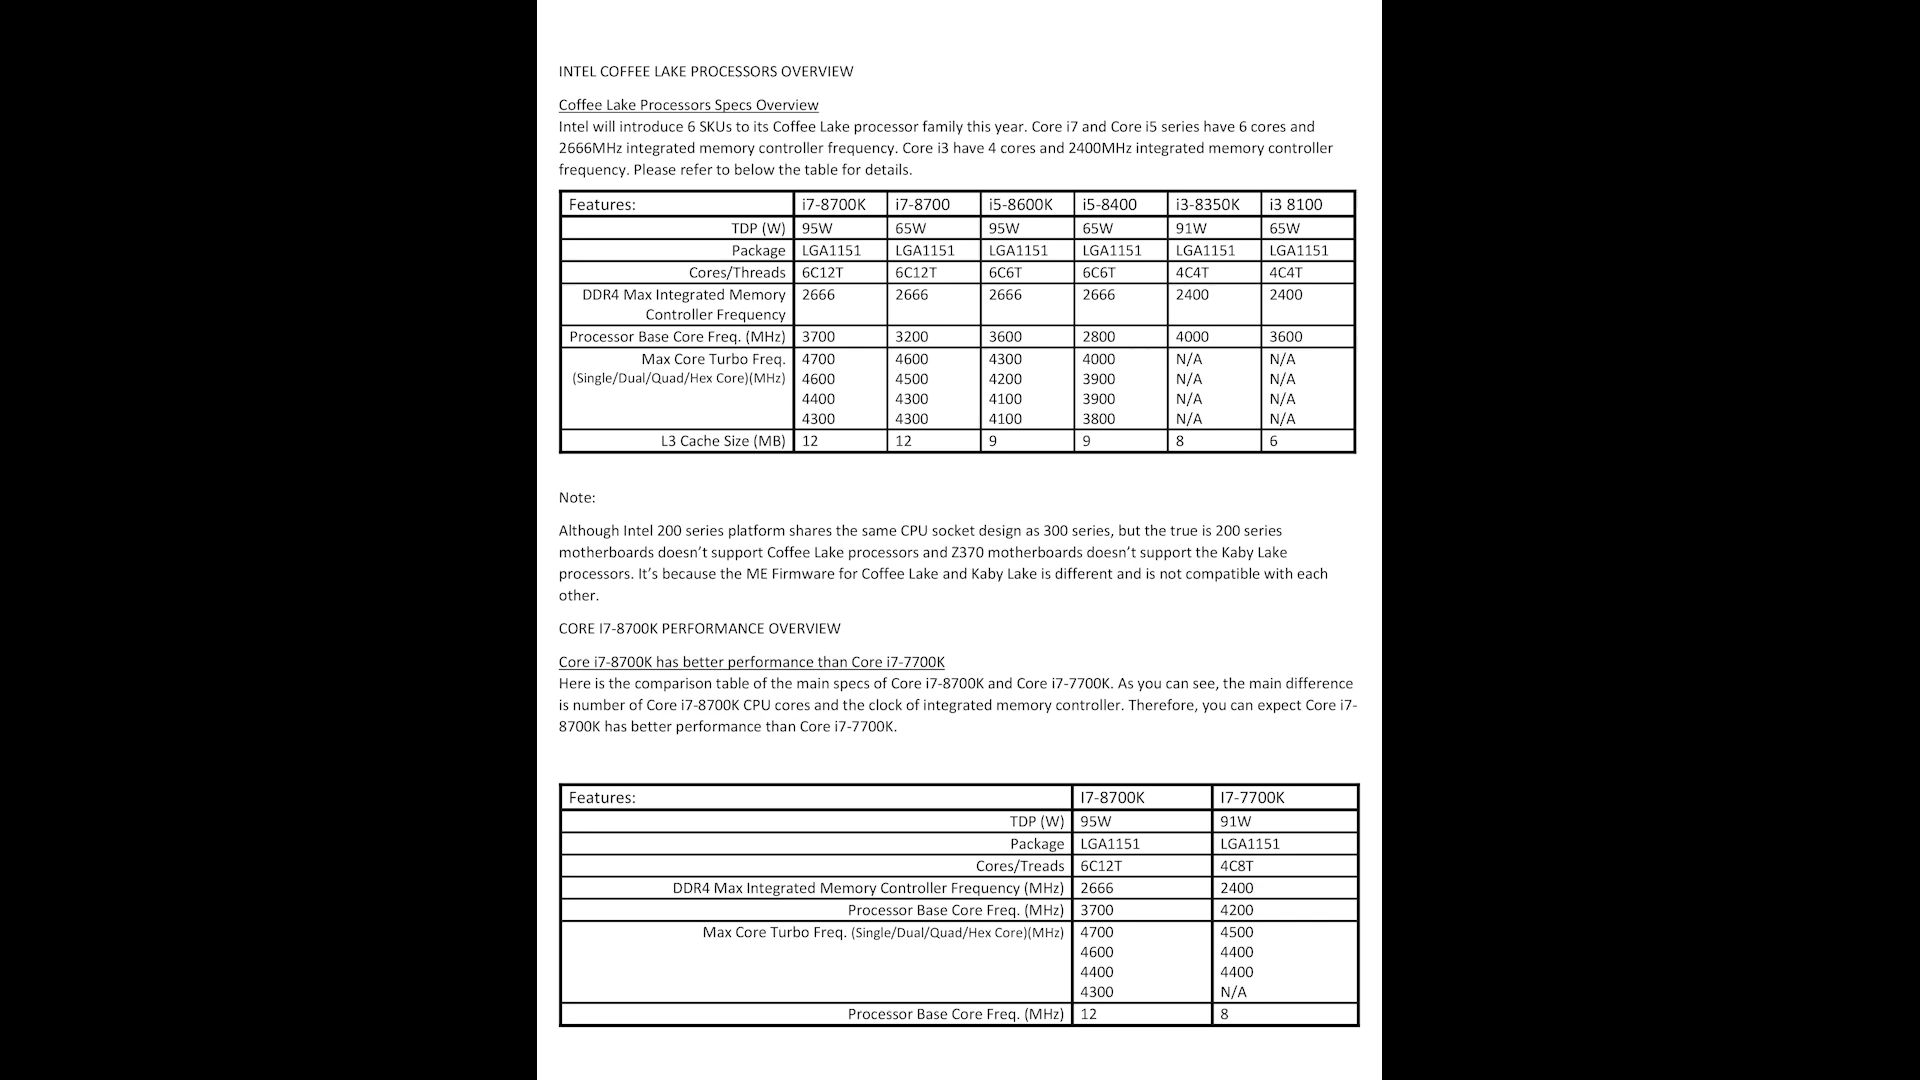 INTEL COFFEE LAKE PROCESSORS OVERVIEW
Coffee Lake Processors Specs Overview
Intel will introduce 6 SKUs to its Coffee Lake processor family this year. Core i7 and Core i5 series have 6 cores and
2666MHz integrated memory controller frequency. Core i3 have 4 cores and 2400MHz integrated memory controller
frequency. Please refer to below the table for details.
Features: i7-8700K i7-8700 i5-8600K i5-8400 i3-8350K i3 8100
TDP (W) 95W 65W 95W 65W 91W 65W
Package LGA1151 LGA1151 LGA1151 LGA1151 LGA1151 LGA1151
Cores/Threads 6C12T 6C12T 6C6T 6C6T 4C4T 4C4T
DDR4 Max Integrated Memory 2666 2666 2666 2666 2400 2400
Controller Frequency
Processor Base Core Freq. (MHz) 3700 3200 3600 2800 4000 3600
Max Core Turbo Freq. 4700 4600 4300 4000 N/A N/A
(Single/Dual/Quad/Hex Core)(MHz) 4600 4500 4200 3900 N/A N/A
4400 4300 4100 3900 N/A N/A
4300 4300 4100 3800 N/A N/A
L3 Cache Size (MB) 12 12 9 9 8 6
Note:
Although Intel 200 series platform shares the same CPU socket design as 300 series, but the true is 200 series
motherboards doesn’t support Coffee Lake processors and Z370 motherboards doesn’t support the Kaby Lake
processors. It’s because the ME Firmware for Coffee Lake and Kaby Lake is different and is not compatible with each
other.
CORE I7-8700K PERFORMANCE OVERVIEW
Core i7-8700K has better performance than Core i7-7700K
Here is the comparison table of the main specs of Core i7-8700K and Core i7-7700K. As you can see, the main difference
is number of Core i7-8700K CPU cores and the clock of integrated memory controller. Therefore, you can expect Core i7-
8700K has better performance than Core i7-7700K.
Features: I7-8700K I7-7700K
TDP (W) 95W 91W
Package LGA1151 LGA1151
Cores/Treads 6C12T 4C8T
DDR4 Max Integrated Memory Controller Frequency (MHz) 2666 2400
Processor Base Core Freq. (MHz) 3700 4200
Max Core Turbo Freq. (Single/Dual/Quad/Hex Core)(MHz) 4700 4500
4600 4400
4400 4400
4300 N/A
Processor Base Core Freq. (MHz) 12 8